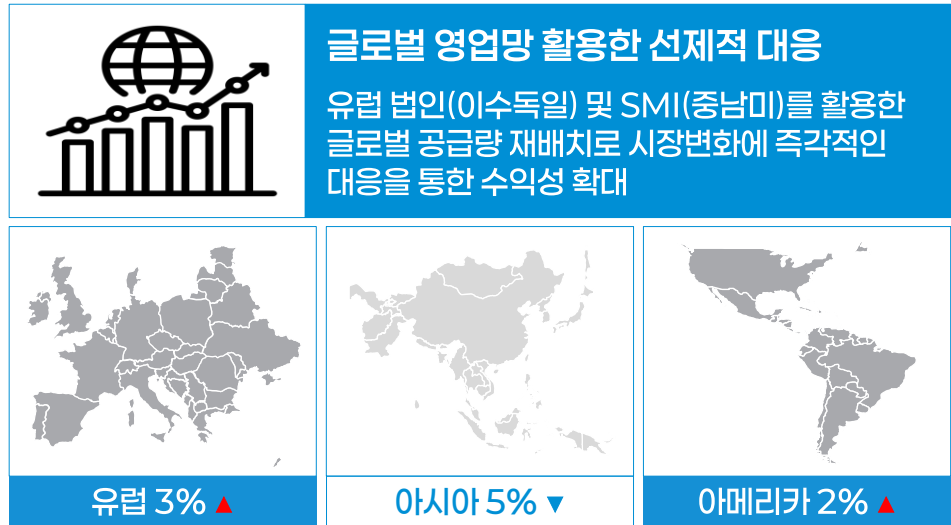 글로벌 영업망 활용한 선제적 대응
유럽 법인(이수독일) 및 SMI(중남미)를 활용한
글로벌 공급량 재배치로 시장변화에 즉각적인
대응을 통한 수익성 확대
유럽 3% ▲
아시아 5% ▼
아메리카 2% ▲